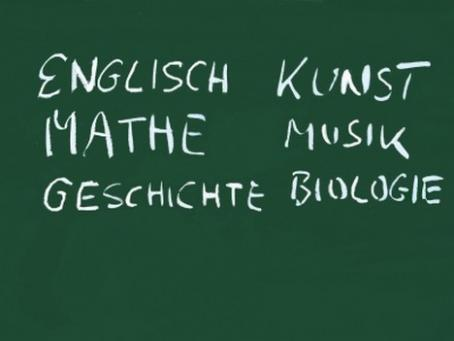 ENGLISCH KUNST
MATHE MUSIK
GESCHICHTE BIOLOGIE